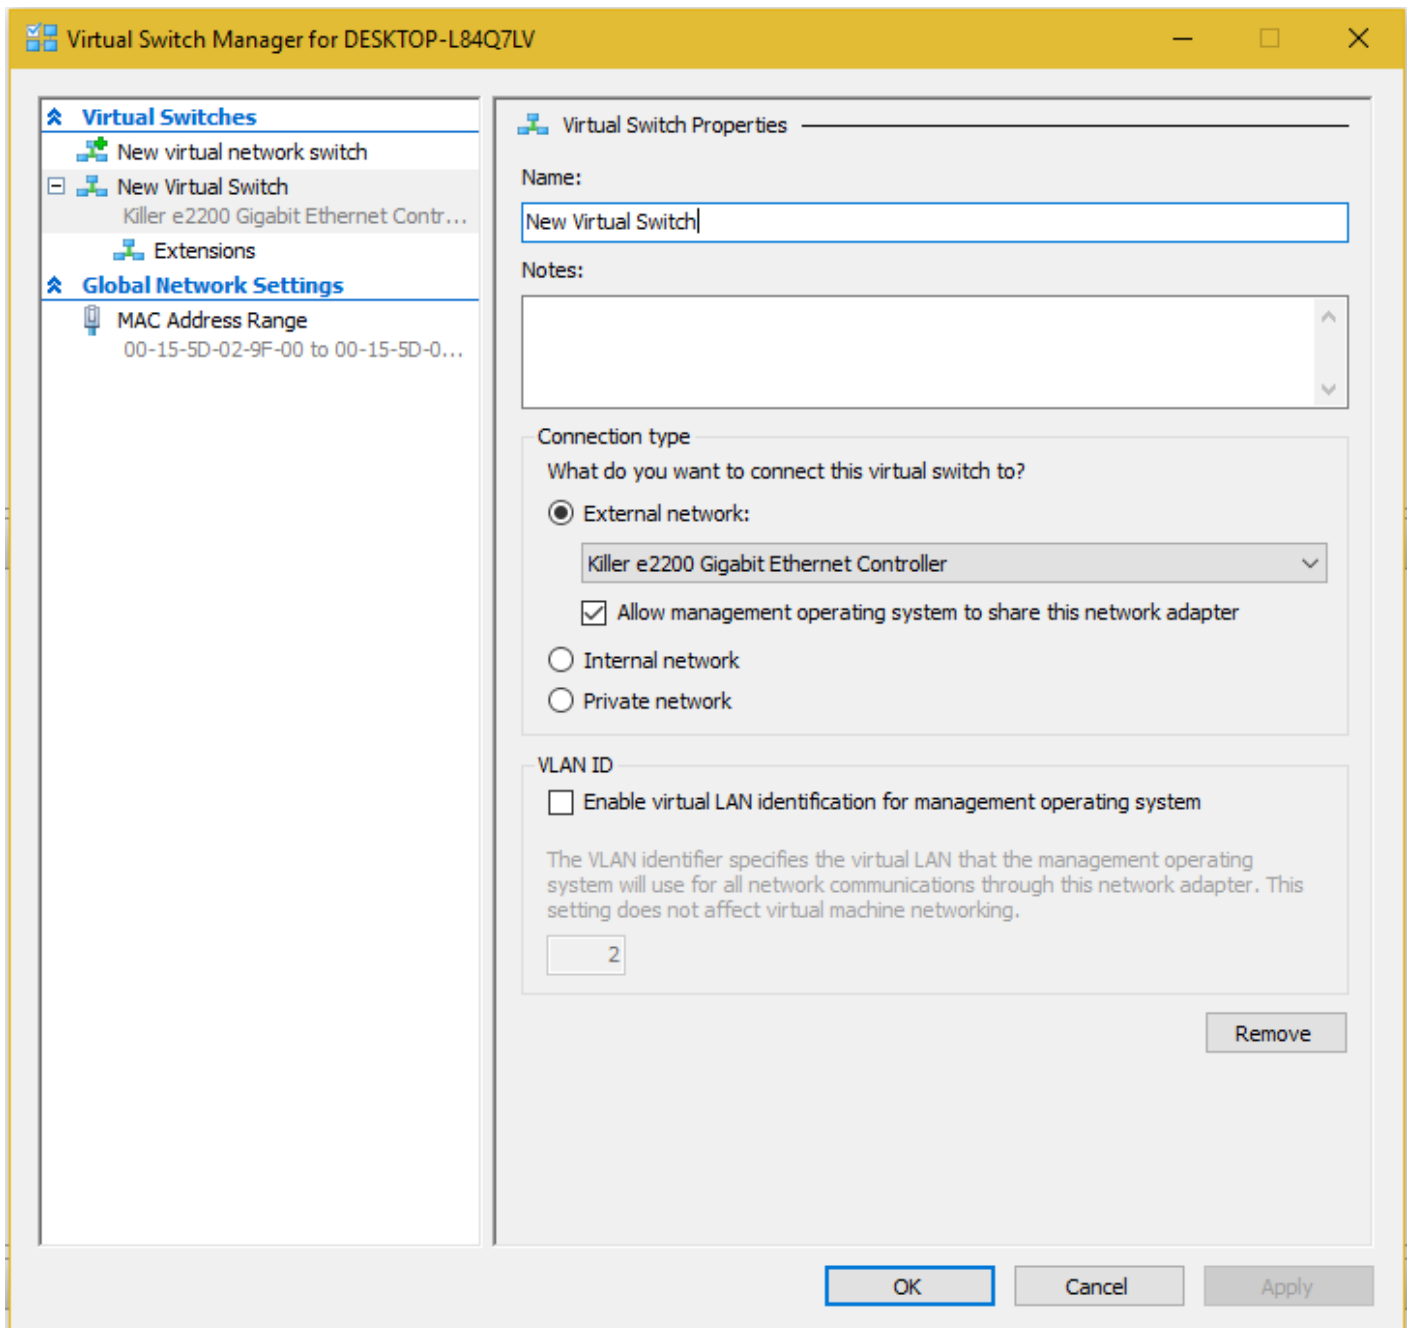 Virtual Switch Manager for DESKTOP-L84Q7LV
Virtual Switches
New virtual network switch
New Virtual Switch
Killer e2200 Gigabit Ethernet Contr...
Extensions
Global Network Settings
MAC Address Range
00-15-5D-02-9F-00 to 00-15-5D-0...
Virtual Switch Properties
Name:
New Virtual Switch
Notes:
Connection type
What do you want to connect this virtual switch to?
External network:
Killer e2200 Gigabit Ethernet Controller
Allow management operating system to share this network adapter
Internal network
Private network
VLAN ID
Enable virtual LAN identification for management operating system
The VLAN identifier specifies the virtual LAN that the management operating
system will use for all network communications through this network adapter. This
setting does not affect virtual machine networking.
2
Remove
OK
Cancel
Apply